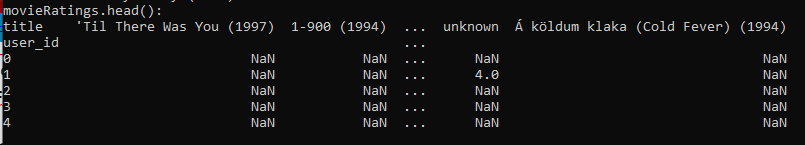 movieRatings.head():
title 'Til There Was You (1997) 1-900 (1994) ... unknown Á köldum klaka (Cold Fever) (1994)
user_id ...
0 NaN NaN ... NaN NaN
1 NaN NaN ... 4.0 NaN
2 NaN NaN ... NaN NaN
3 NaN NaN ... NaN NaN
4 NaN NaN ... NaN NaN